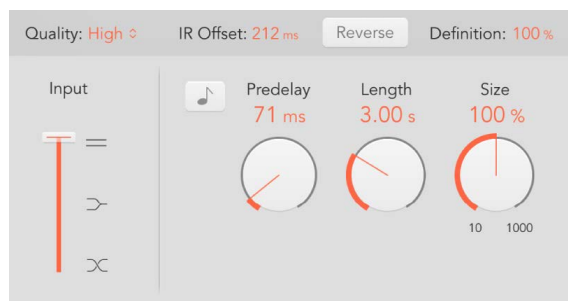 Quality: High IR Offset: 212 ms Reverse Definition: 100 %
Input Predelay Length Size
71 ms 3.00 s 100 %
10 1000